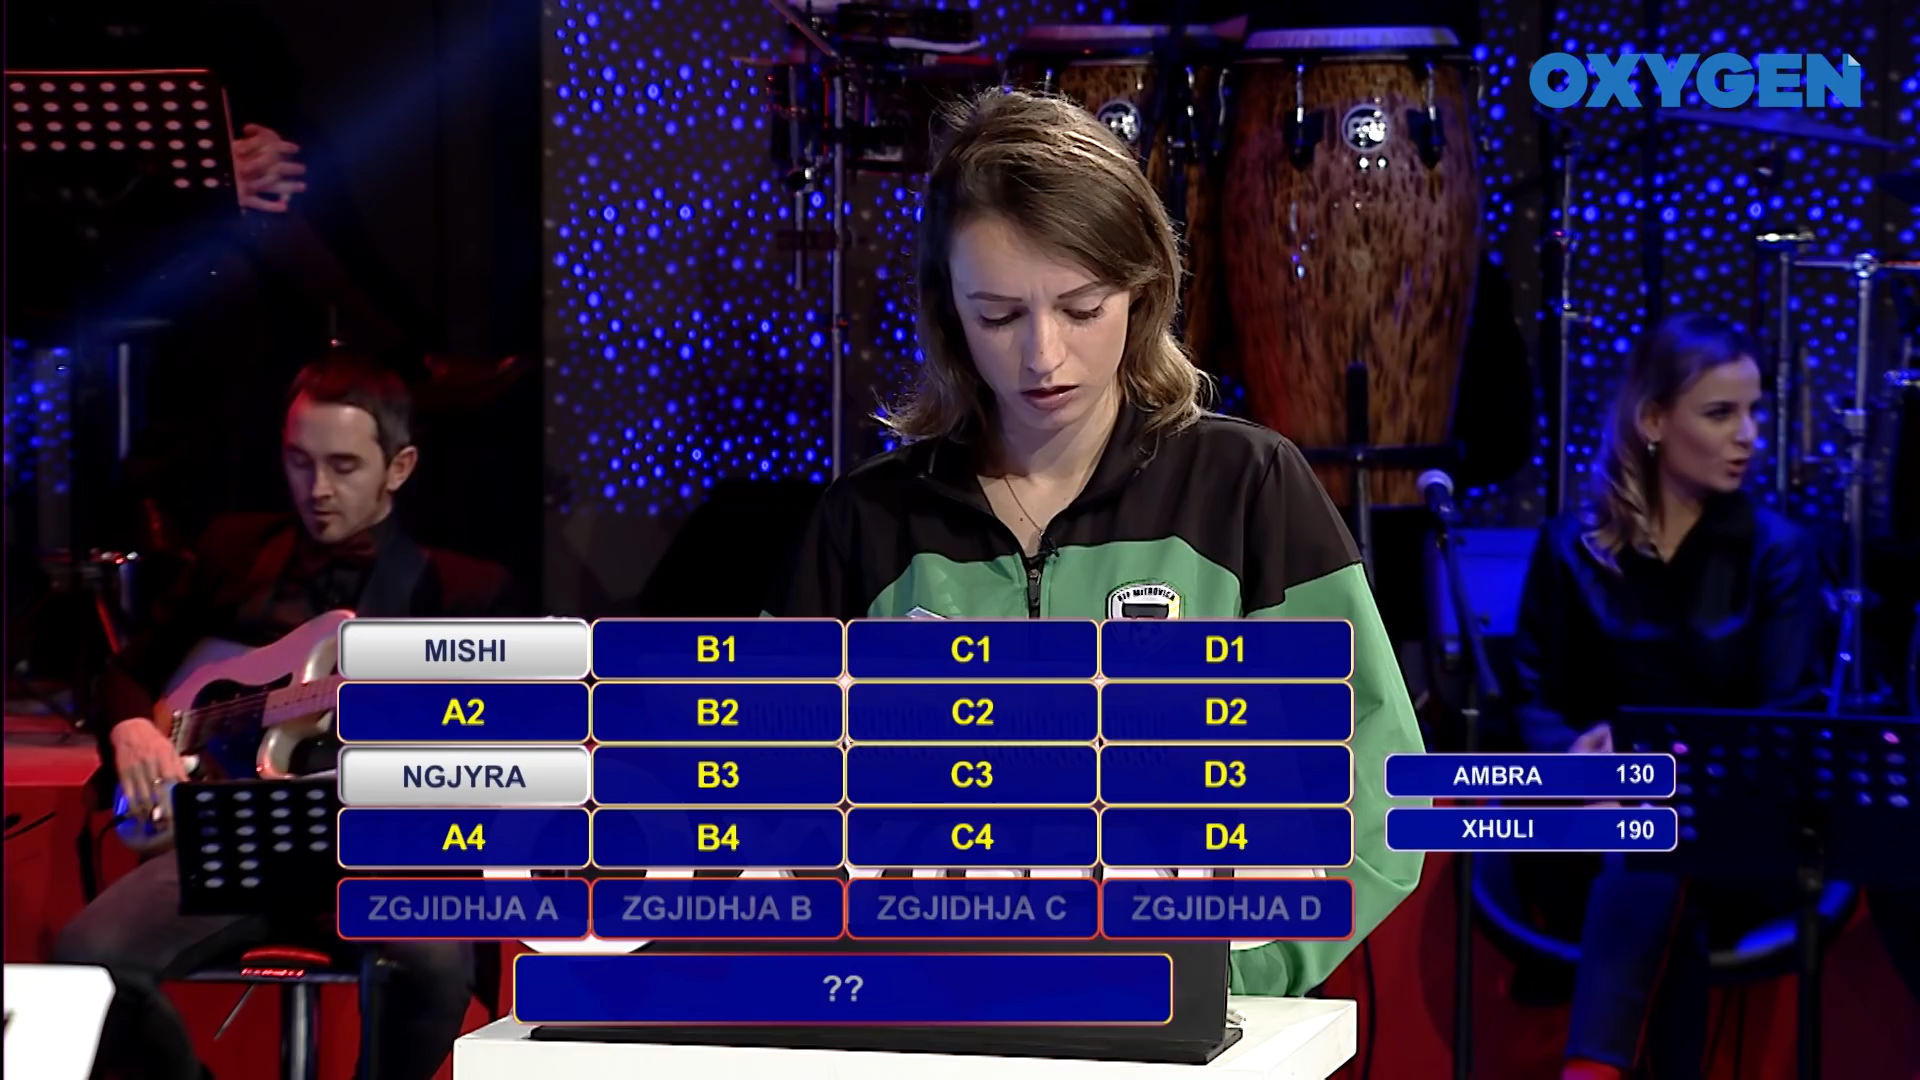 OXYGEN
MISHI B1 C1 D1
A2 B2 C2 D2
NGJYRA B3 C3 D3
A4 B4 C4 D4
ZGJIDHJA A ZGJIDHJA B ZGJIDHJA C ZGJIDHJA D
??
AMBRA 130
XHULI 190